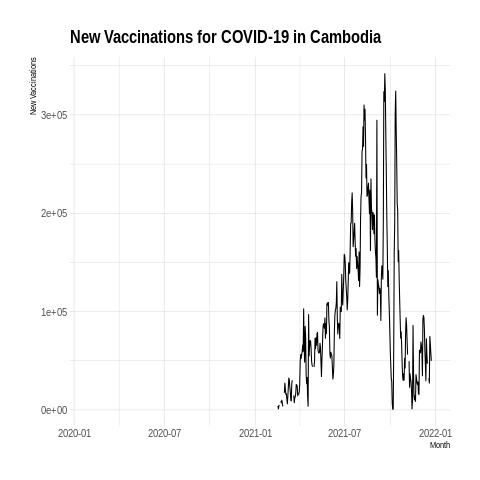 New Vaccinations for COVID-19 in Cambodia
New Vaccinations
3e+05
2e+05
1e+05
0e+00
2020-01 2020-07 2021-01 2021-07 2022-01
Month